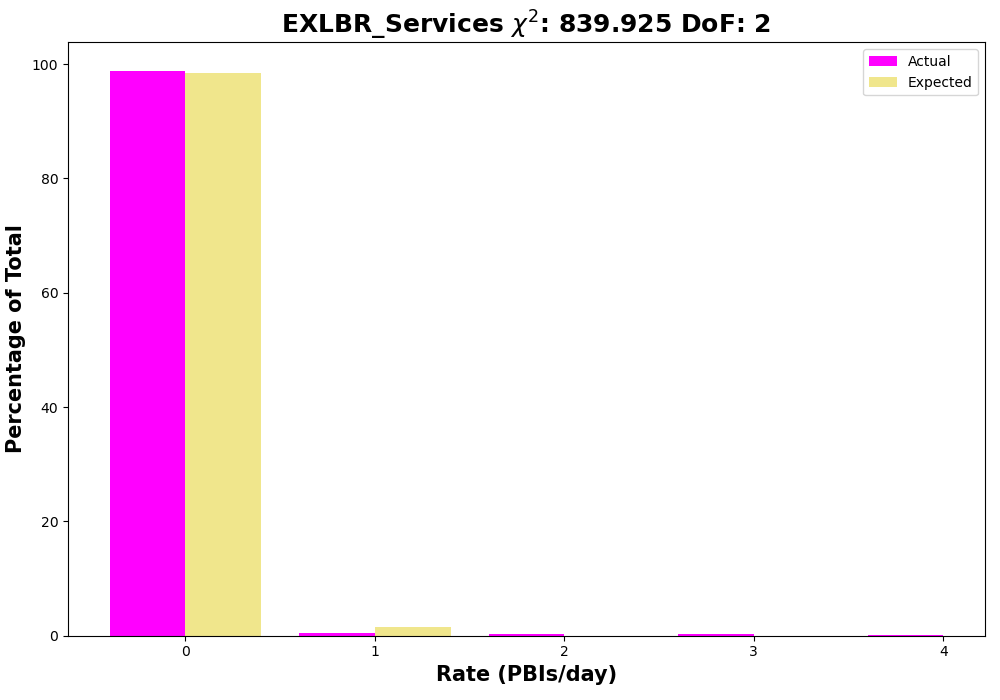 EXLBR_Services χ²: 839.925 DoF: 2
Actual
Expected
Percentage of Total
100
80
60
40
20
0
0 1 2 3 4
Rate (PBIs/day)